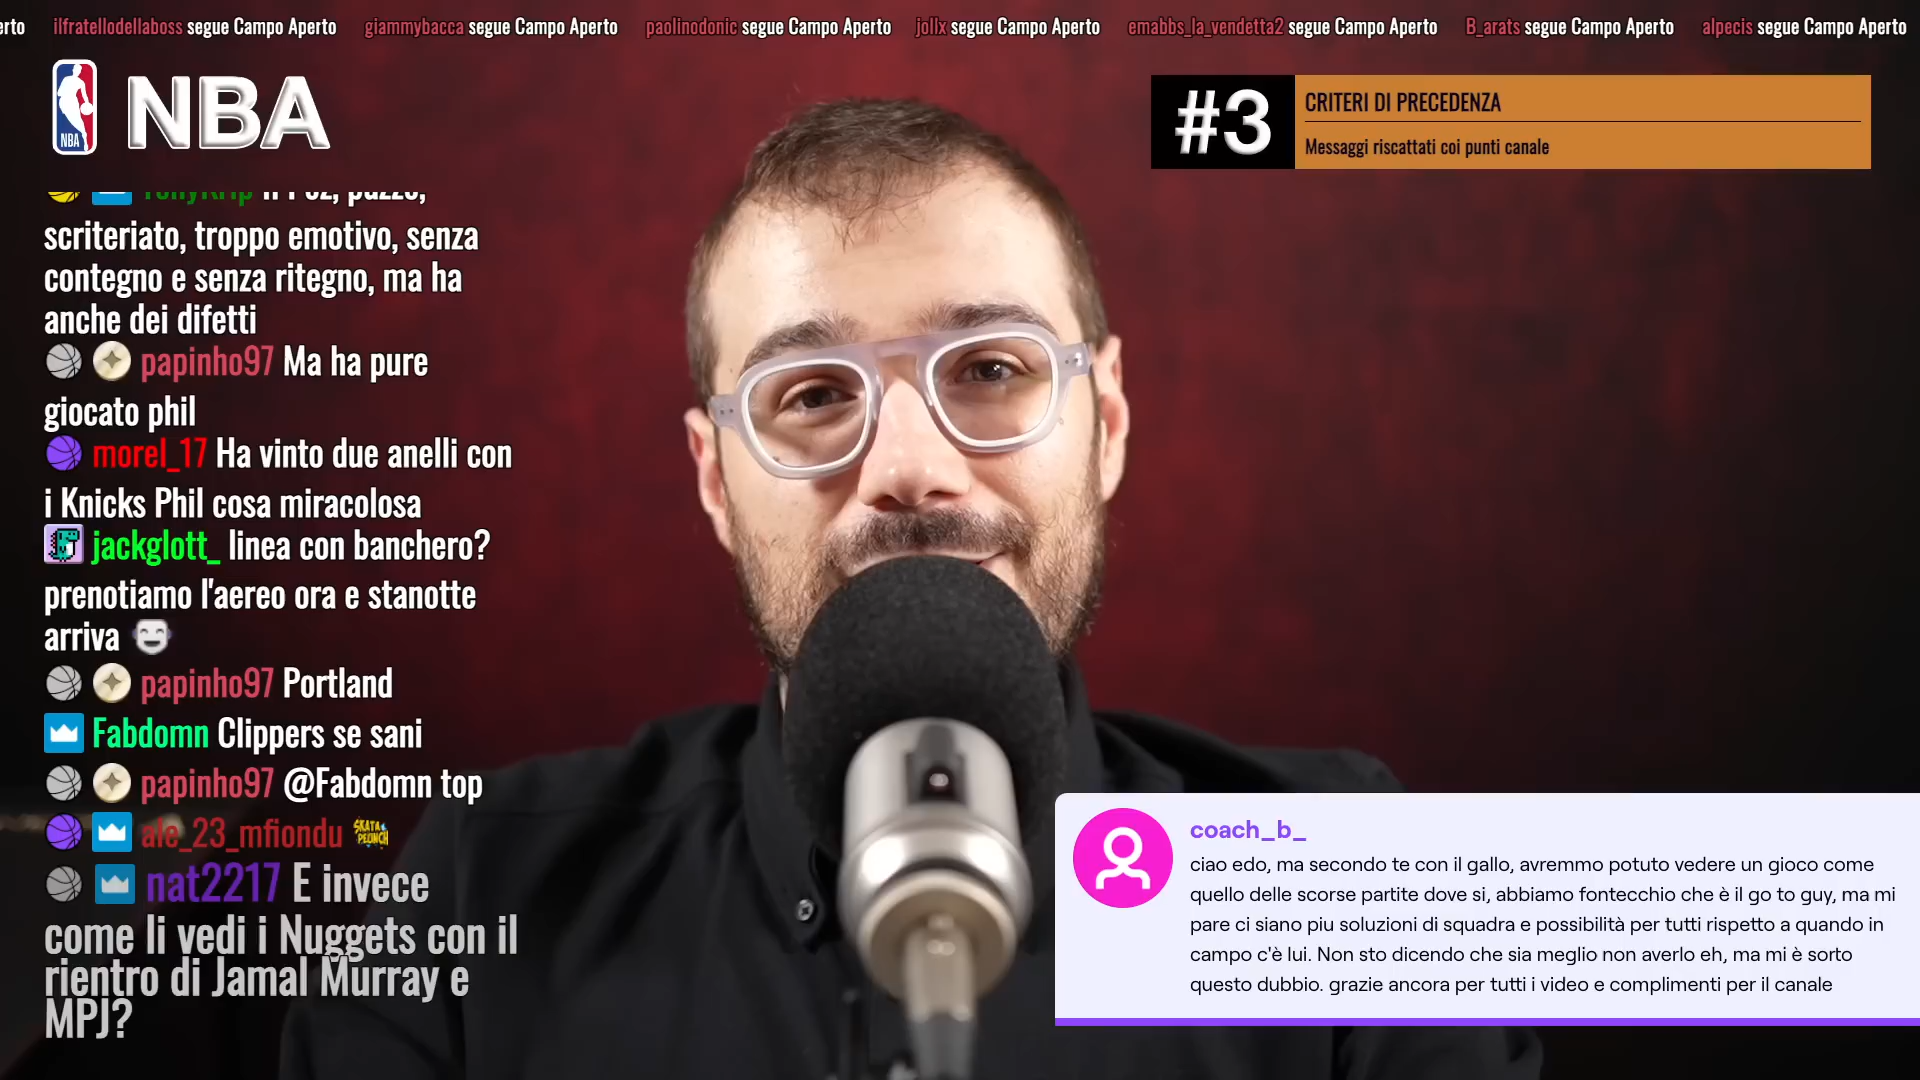 erto ilfratellodellaboss segue Campo Aperto giammybacca segue Campo Aperto paolinodonic segue Campo Aperto jollx segue Campo Aperto emabbs_la_vendetta2 segue Campo Aperto B_arats segue Campo Aperto alpecis segue Campo Aperto
NBA
NBA
#3
CRITERI DI PRECEDENZA
Messaggi riscattati coi punti canale
scriteriato, troppo emotivo, senza
contegno e senza ritegno, ma ha
anche dei difetti
papinho97 Ma ha pure
giocato phil
morel_17 Ha vinto due anelli con
i Knicks Phil cosa miracolosa
jackglott_ linea con banchero?
prenotiamo l'aereo ora e stanotte
arriva
papinho97 Portland
Fabdomn Clippers se sani
papinho97 @Fabdomn top
ale_23_mfiondu
nat2217 E invece
come li vedi i Nuggets con il
rientro di Jamal Murray e
MPJ?
coach_b_
ciao edo, ma secondo te con il gallo, avremmo potuto vedere un gioco come
quello delle scorse partite dove si, abbiamo fontecchio che è il go to guy, ma mi
pare ci siano piu soluzioni di squadra e possibilità per tutti rispetto a quando in
campo c'è lui. Non sto dicendo che sia meglio non averlo eh, ma mi è sorto
questo dubbio. grazie ancora per tutti i video e complimenti per il canale